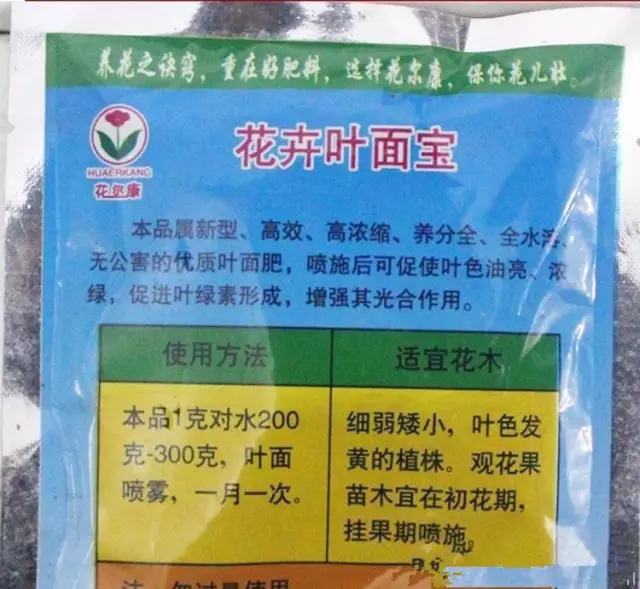 养花之诀窍，重在好肥料，选择花尔康，保你花儿壮。
HUAERKANG
花尔康
花卉叶面宝
本品属新型、高效、高浓缩、养分全、全水溶、
无公害的优质叶面肥，喷施后可促使叶色油亮、浓
绿，促进叶绿素形成，增强其光合作用。
使用方法
本品1克对水200
克-300克，叶面
喷雾，一月一次。
适宜花木
细弱矮小，叶色发
黄的植株。观花果
苗木宜在初花期，
挂果期喷施
注：勿过量使用